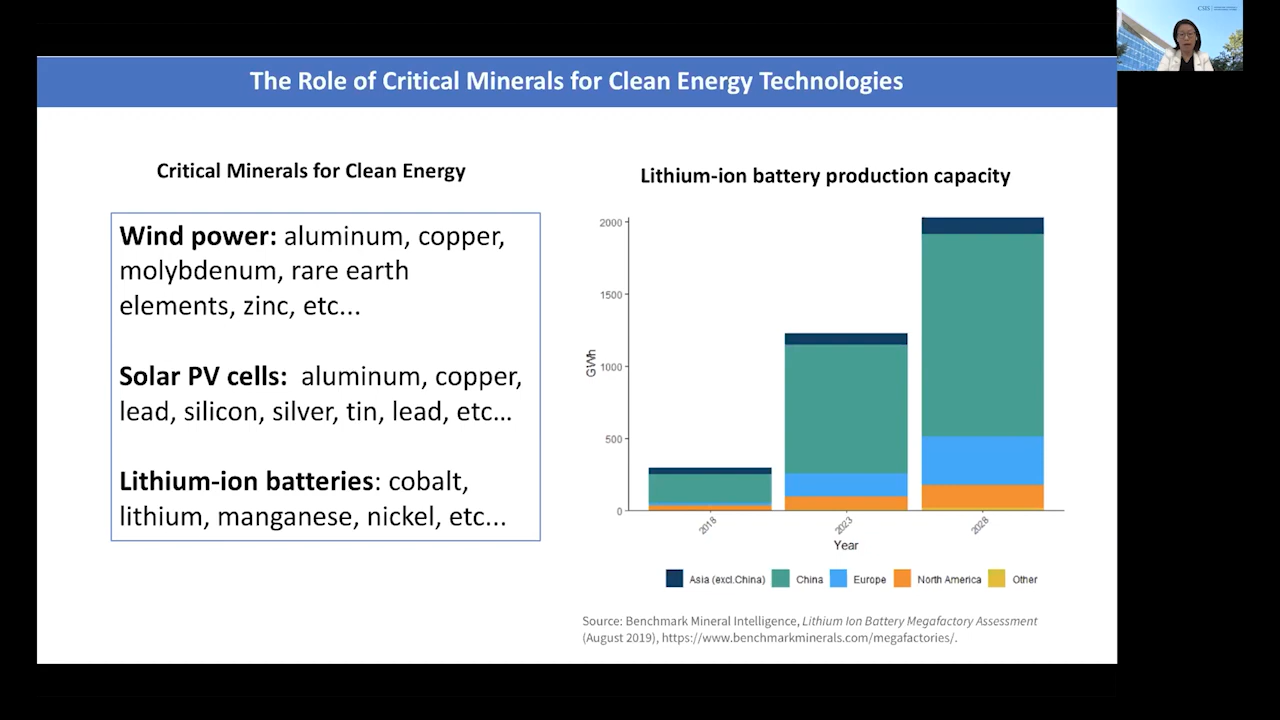 CSIS
The Role of Critical Minerals for Clean Energy Technologies
Critical Minerals for Clean Energy
Wind power: aluminum, copper,
molybdenum, rare earth
elements, zinc, etc...
Solar PV cells:  aluminum, copper,
lead, silicon, silver, tin, lead, etc...
Lithium-ion batteries: cobalt,
lithium, manganese, nickel, etc...
Lithium-ion battery production capacity
2000
1500
1000
500
0
GWh
2018
2023
2028
Year
Asia (excl.China) China Europe North America Other
Source: Benchmark Mineral Intelligence, Lithium Ion Battery Megafactory Assessment
(August 2019), https://www.benchmarkminerals.com/megafactories/.